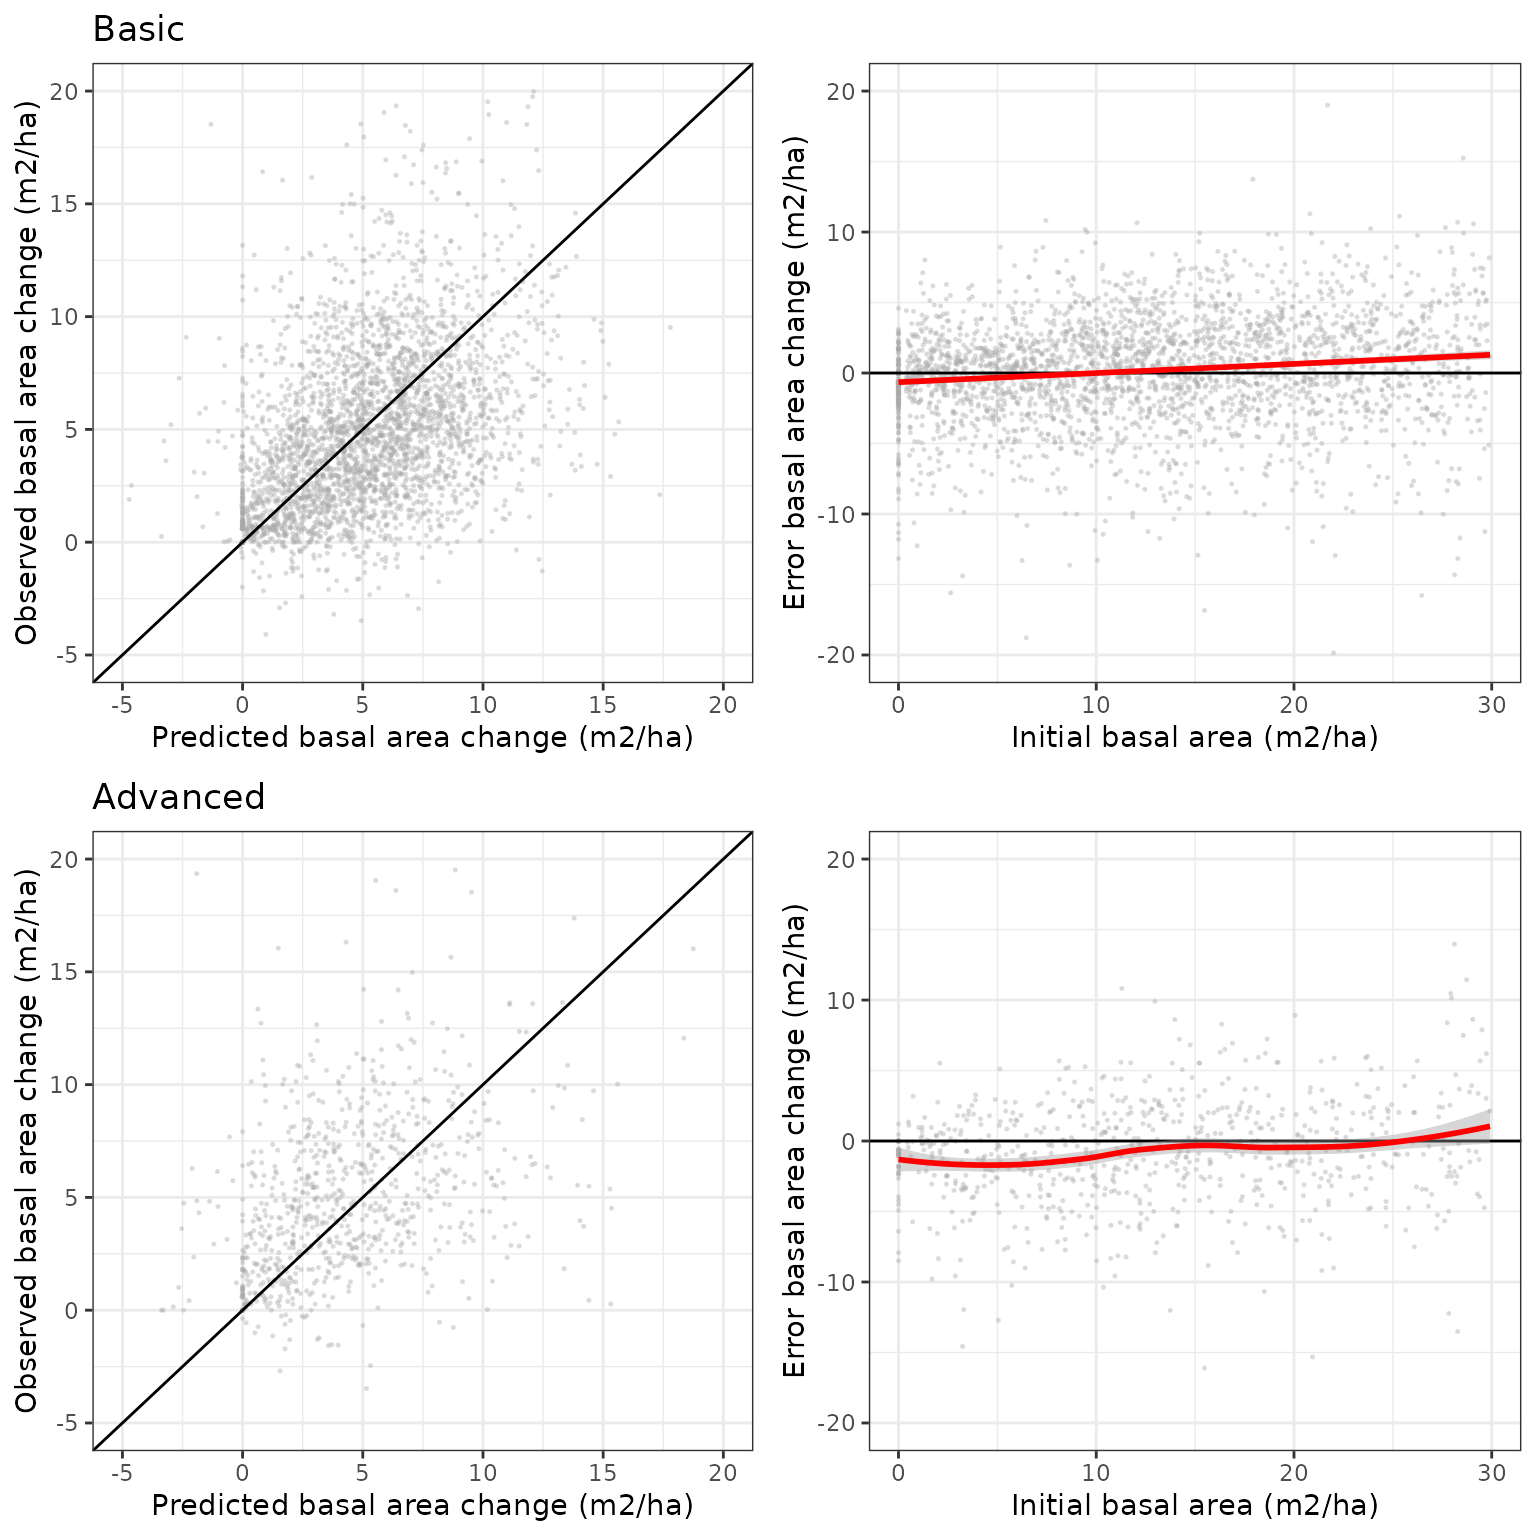 Basic
Observed basal area change (m2/ha)
20
15
10
5
0
-5
-5 0 5 10 15 20
Predicted basal area change (m2/ha)
Error basal area change (m2/ha)
20
10
0
-10
-20
0 10 20 30
Initial basal area (m2/ha)
Advanced
Observed basal area change (m2/ha)
20
15
10
5
0
-5
-5 0 5 10 15 20
Predicted basal area change (m2/ha)
Error basal area change (m2/ha)
20
10
0
-10
-20
0 10 20 30
Initial basal area (m2/ha)